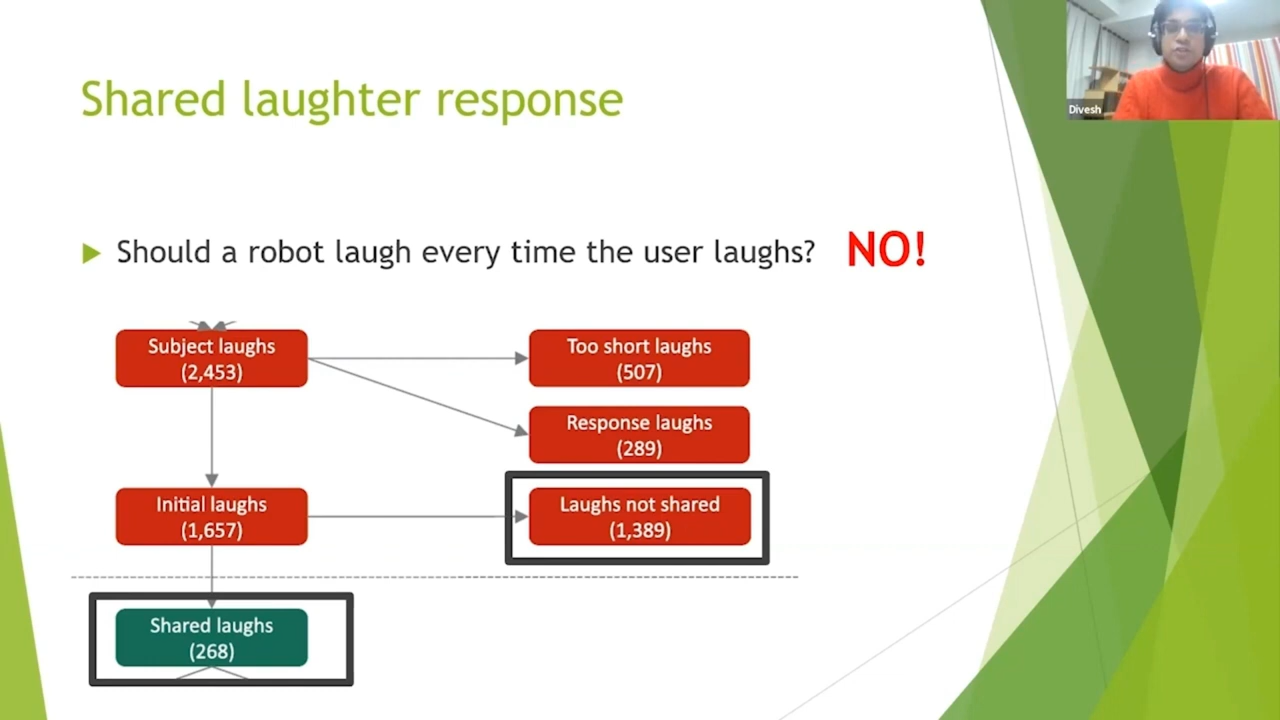 Divesh
Shared laughter response
Should a robot laugh every time the user laughs? NO!
Subject laughs
(2,453)
Too short laughs
(507)
Response laughs
(289)
Initial laughs
(1,657)
Laughs not shared
(1,389)
Shared laughs
(268)